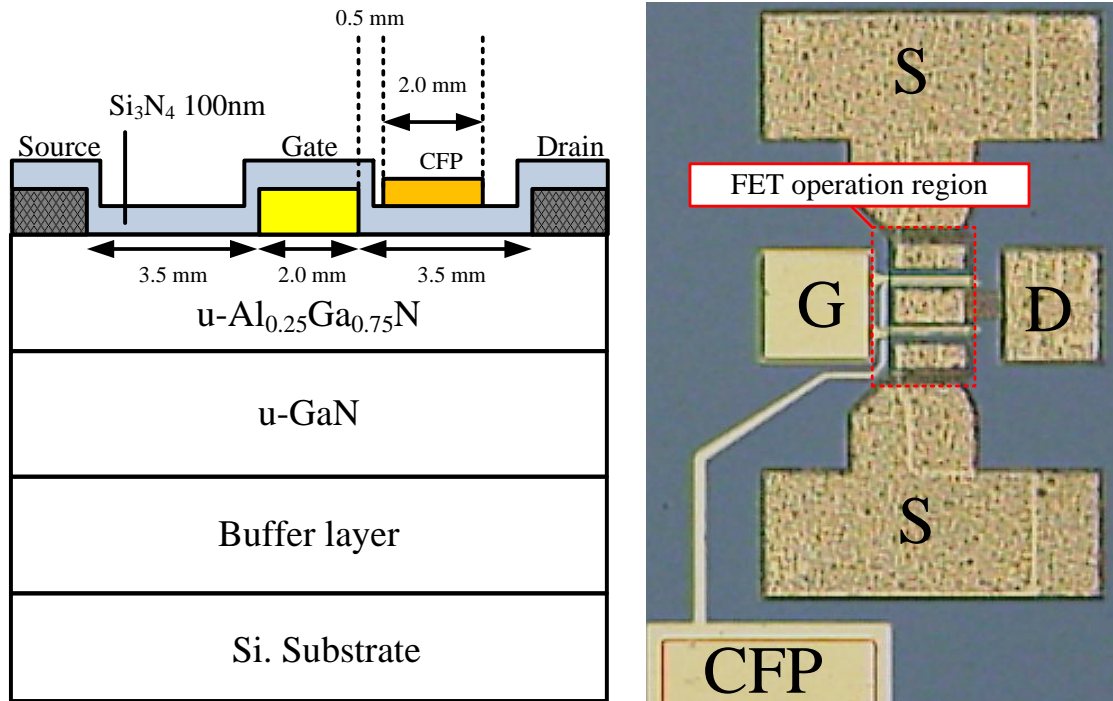 0.5 mm
2.0 mm
Si₃N₄ 100nm
Source
Gate
CFP
Drain
3.5 mm
2.0 mm
3.5 mm
u-Al₀.₂₅Ga₀.₇₅N
u-GaN
Buffer layer
Si. Substrate
S
FET operation region
G
D
S
CFP